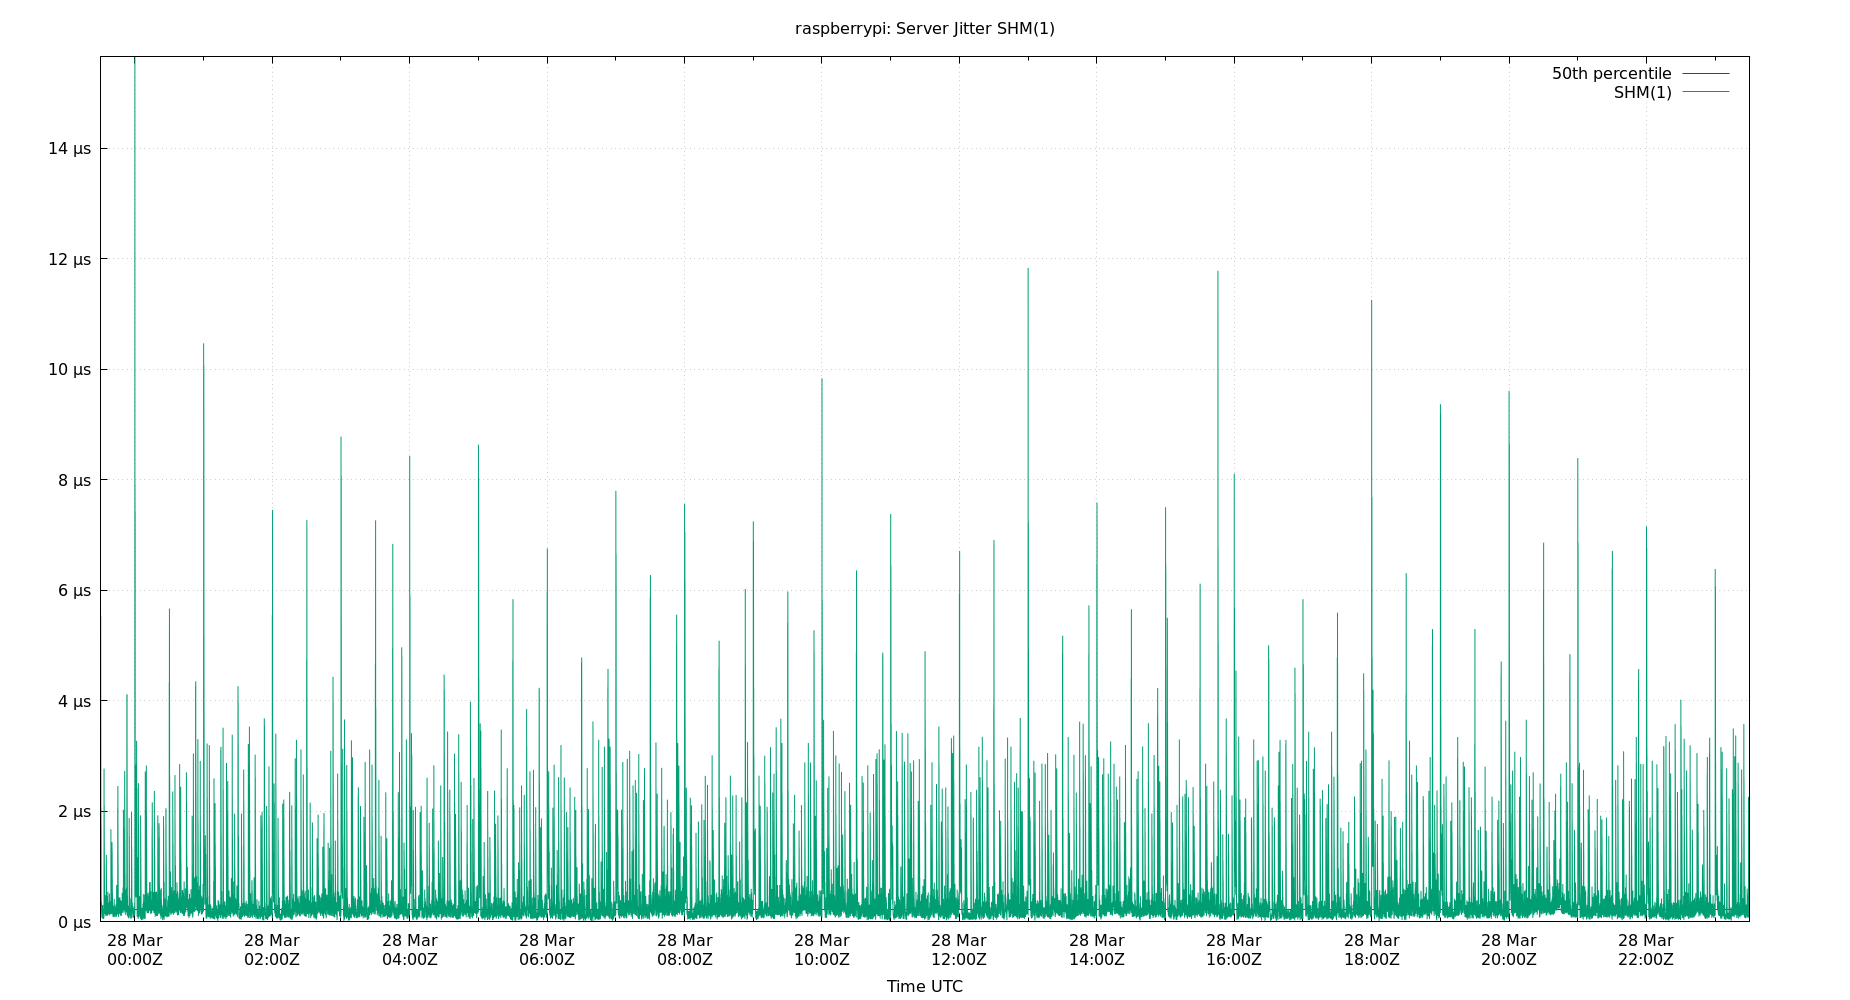 raspberrypi: Server Jitter SHM(1)
50th percentile
SHM(1)
14 µs
12 µs
10 µs
8 µs
6 µs
4 µs
2 µs
0 µs
28 Mar 28 Mar 28 Mar 28 Mar 28 Mar 28 Mar 28 Mar 28 Mar 28 Mar 28 Mar 28 Mar 28 Mar
00:00Z 02:00Z 04:00Z 06:00Z 08:00Z 10:00Z 12:00Z 14:00Z 16:00Z 18:00Z 20:00Z 22:00Z
Time UTC